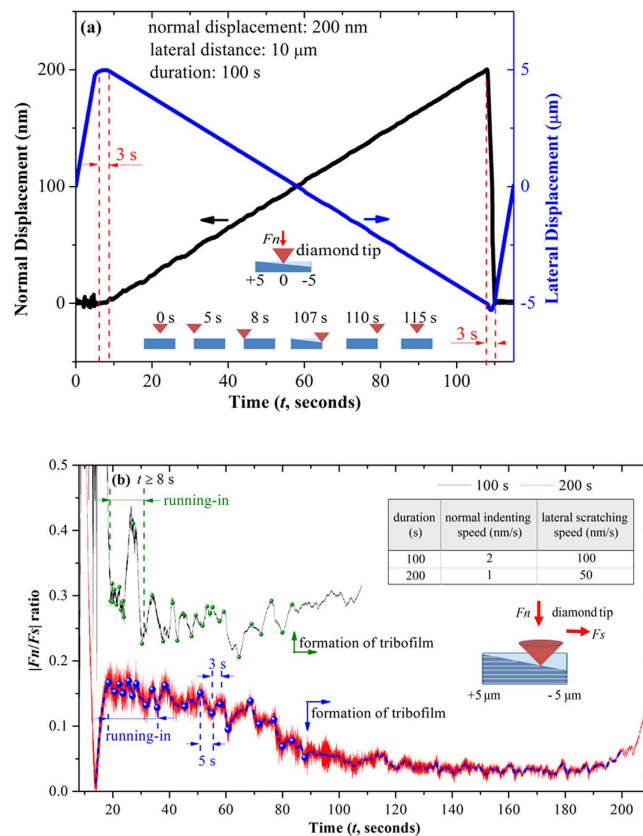 (a)
normal displacement: 200 nm
lateral distance: 10 μm
duration: 100 s
200
100
0
Normal Displacement (nm)
5
0
-5
Lateral Displacement (μm)
3 s
Fn
diamond tip
+5 0 -5
0 s 5 s 8 s 107 s 110 s 115 s
3 s
0 20 40 60 80 100
Time (t, seconds)
(b) t ≥ 8 s
running-in
100 s 200 s
duration (s) normal indenting speed (nm/s) lateral scratching speed (nm/s)
100 2 100
200 1 50
Fn diamond tip
Fs
+5 μm - 5 μm
formation of tribofilm
3 s
formation of tribofilm
running-in
5 s
0.5
0.4
0.3
0.2
0.1
0.0
|Fn/Fs| ratio
20 40 60 80 100 120 140 160 180 200
Time (t, seconds)